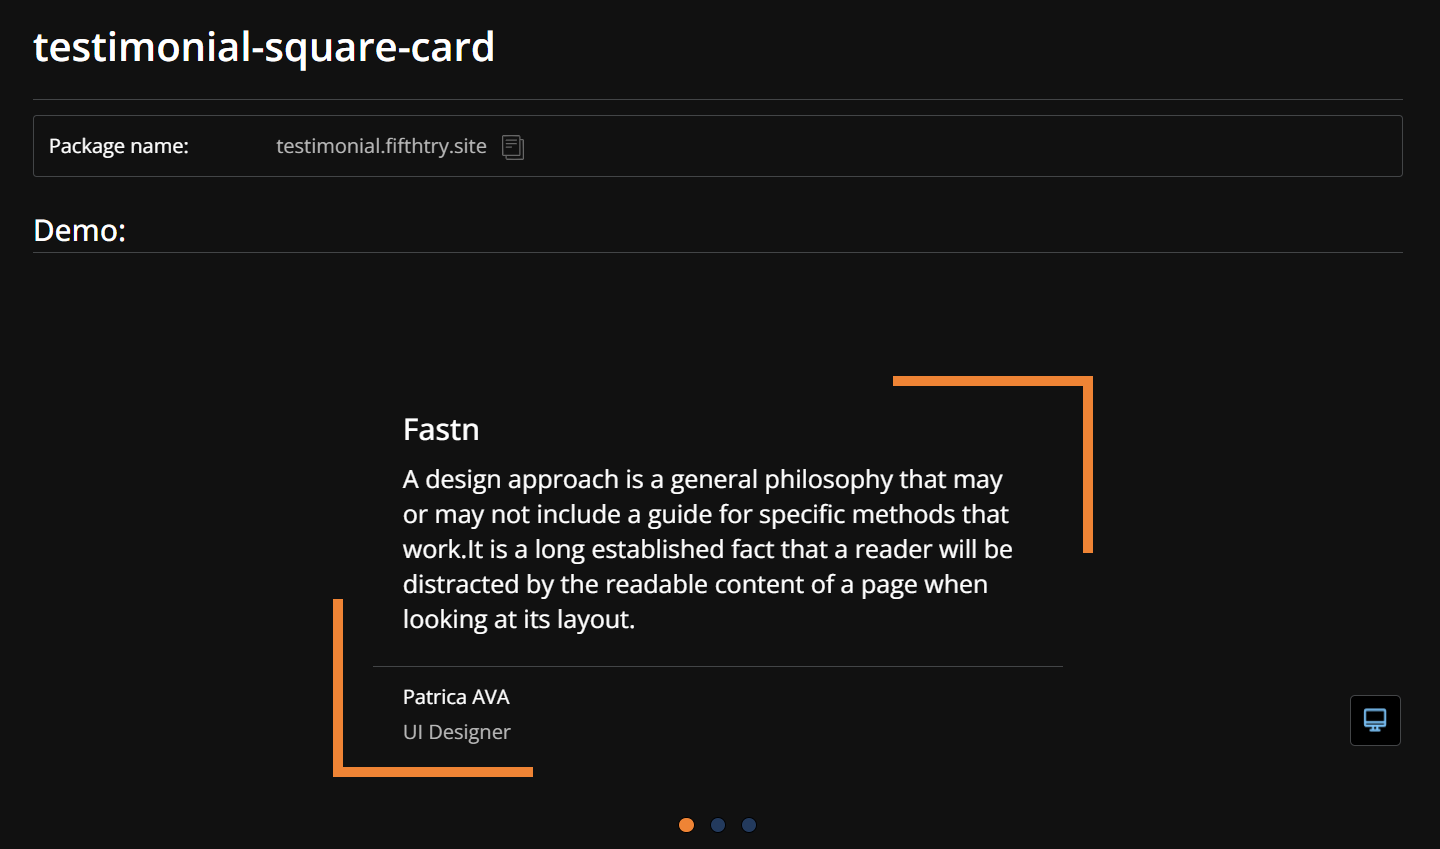 testimonial-square-card
Package name: testimonial.fifthtry.site
Demo:
Fastn
A design approach is a general philosophy that may
or may not include a guide for specific methods that
work.It is a long established fact that a reader will be
distracted by the readable content of a page when
looking at its layout.
Patrica AVA
UI Designer